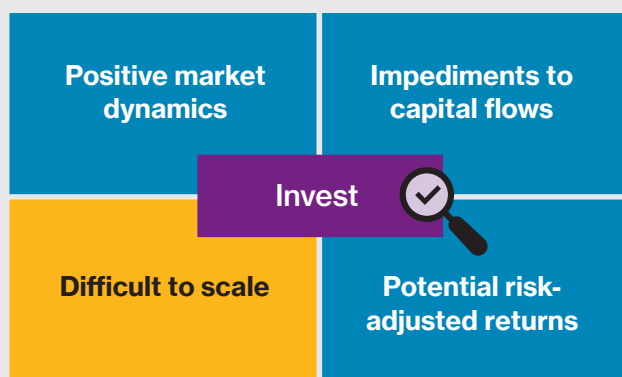 Positive market
dynamics
Impediments to
capital flows
Invest
Difficult to scale
Potential risk-
adjusted returns